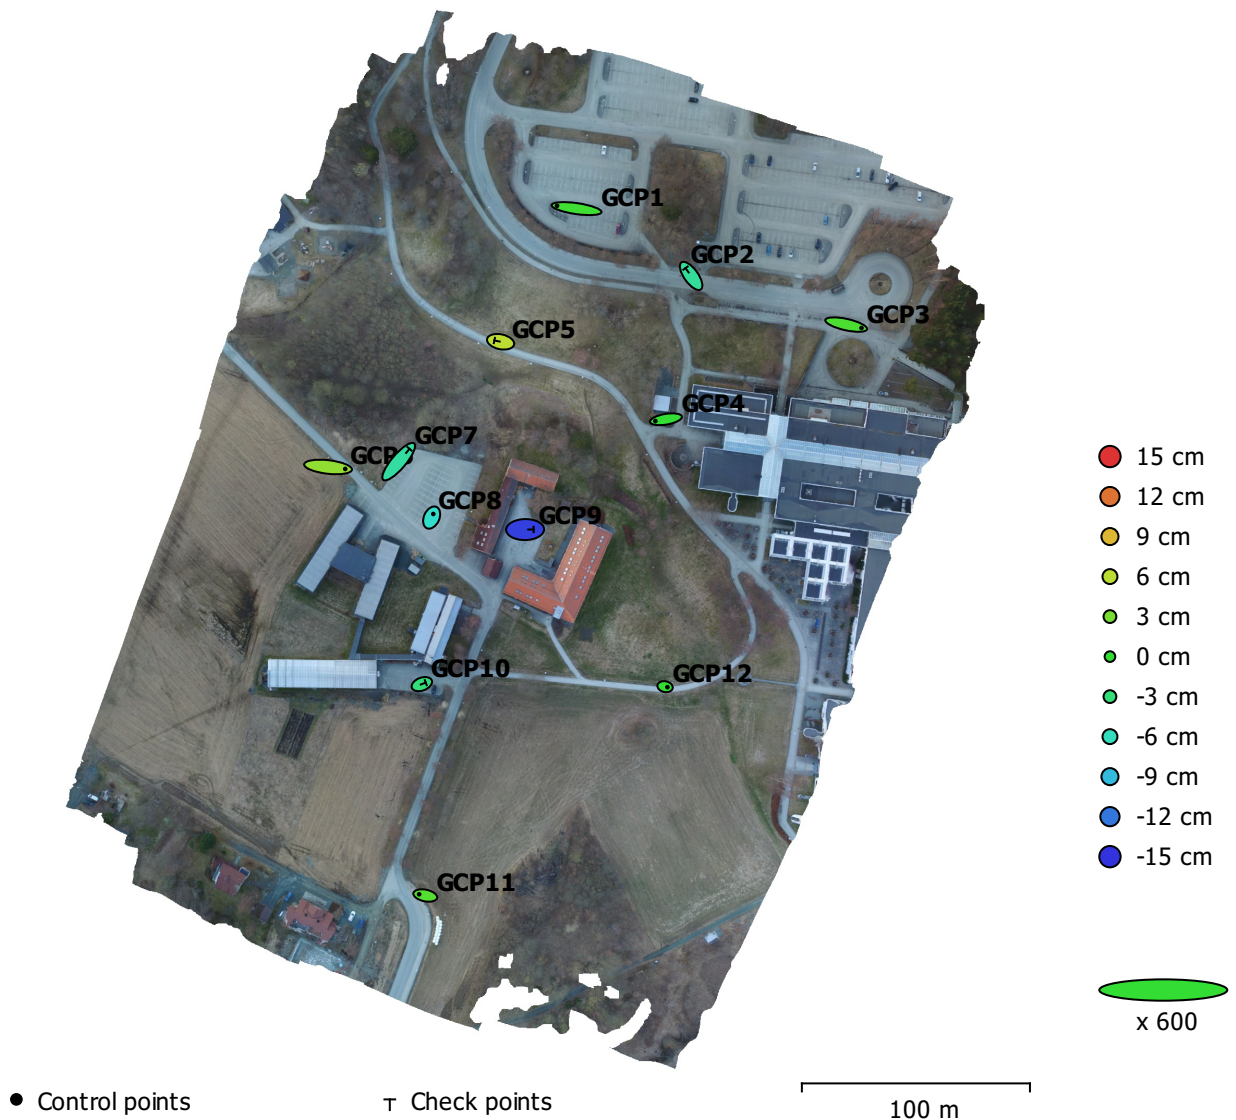 GCP1
GCP2
GCP3
GCP5
GCP4
GCP7
GCP6
GCP8
GCP9
GCP10
GCP12
GCP11
15 cm
12 cm
9 cm
6 cm
3 cm
0 cm
-3 cm
-6 cm
-9 cm
-12 cm
-15 cm
x 600
Control points
Check points
100 m